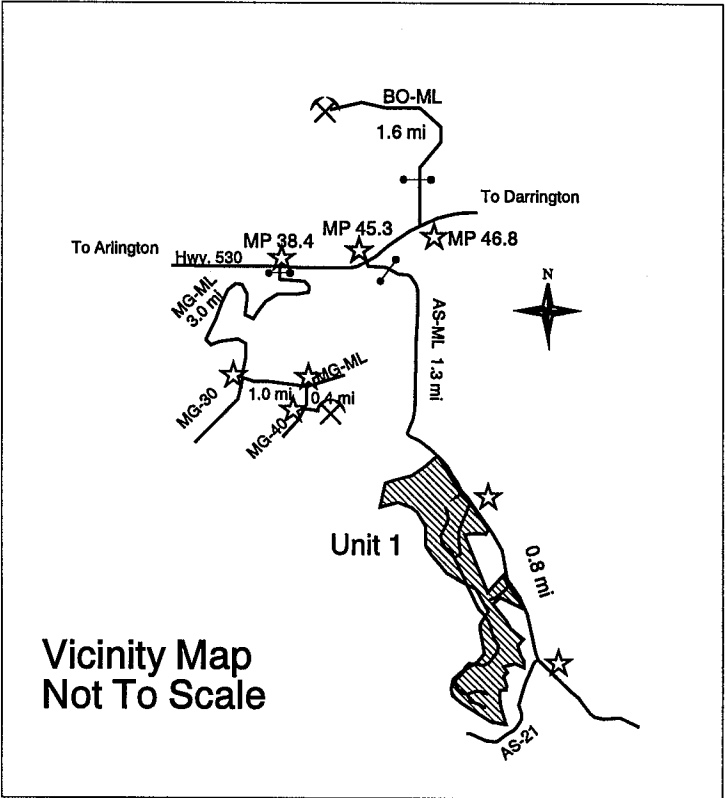 BO-ML
1.6 mi
To Darrington
MP 45.3
MP 38.4
MP 46.8
To Arlington
Hwy. 530
N
MG-ML
3.0 mi
AS-ML 1.3 mi
MG-ML
1.0 mi
0.4 mi
MG-30
MG-40
Unit 1
0.8 mi
Vicinity Map
Not To Scale
AS-21